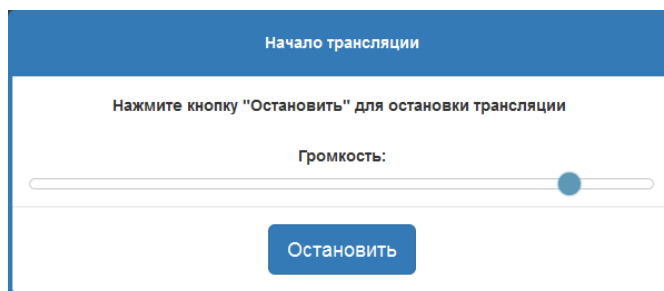 Начало трансляции
Нажмите кнопку "Остановить" для остановки трансляции
Громкость:
Остановить